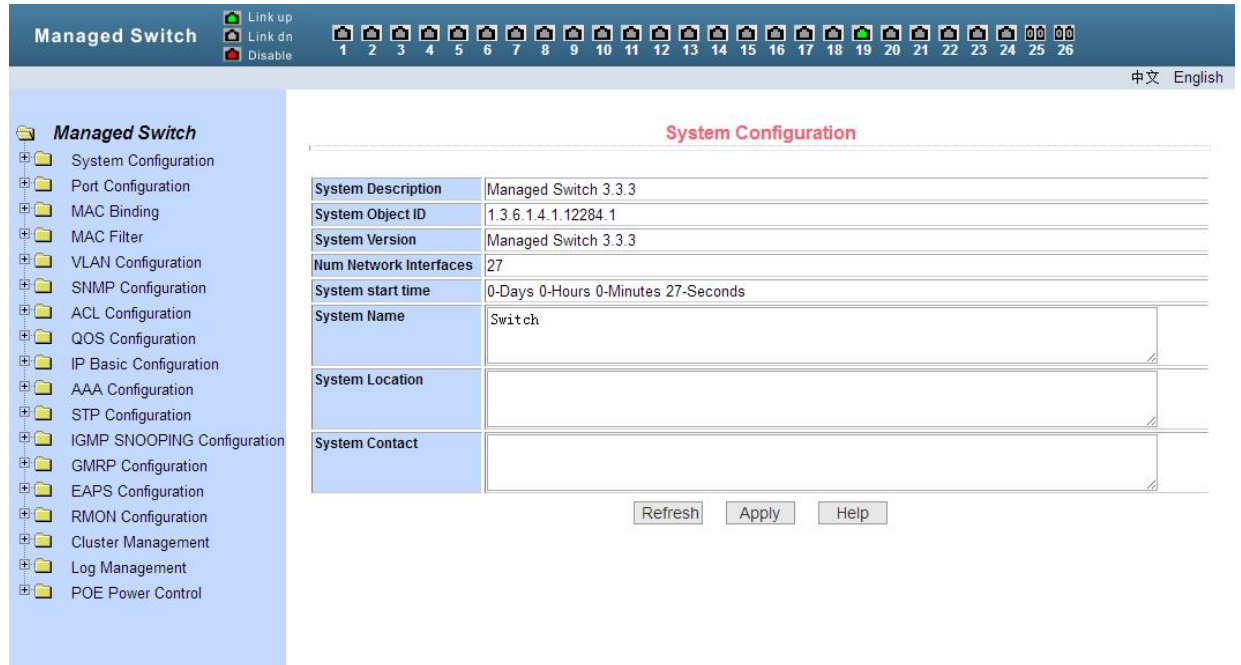 Managed Switch
Link up
Link dn
Disable
1 2 3 4 5 6 7 8 9 10 11 12 13 14 15 16 17 18 19 20 21 22 23 24 25 26
中文 English
Managed Switch
System Configuration
Port Configuration
MAC Binding
MAC Filter
VLAN Configuration
SNMP Configuration
ACL Configuration
QOS Configuration
IP Basic Configuration
AAA Configuration
STP Configuration
IGMP SNOOPING Configuration
GMRP Configuration
EAPS Configuration
RMON Configuration
Cluster Management
Log Management
POE Power Control
System Configuration
System Description Managed Switch 3.3.3
System Object ID 1.3.6.1.4.1.12284.1
System Version Managed Switch 3.3.3
Num Network Interfaces 27
System start time 0-Days 0-Hours 0-Minutes 27-Seconds
System Name Switch
System Location
System Contact
Refresh Apply Help